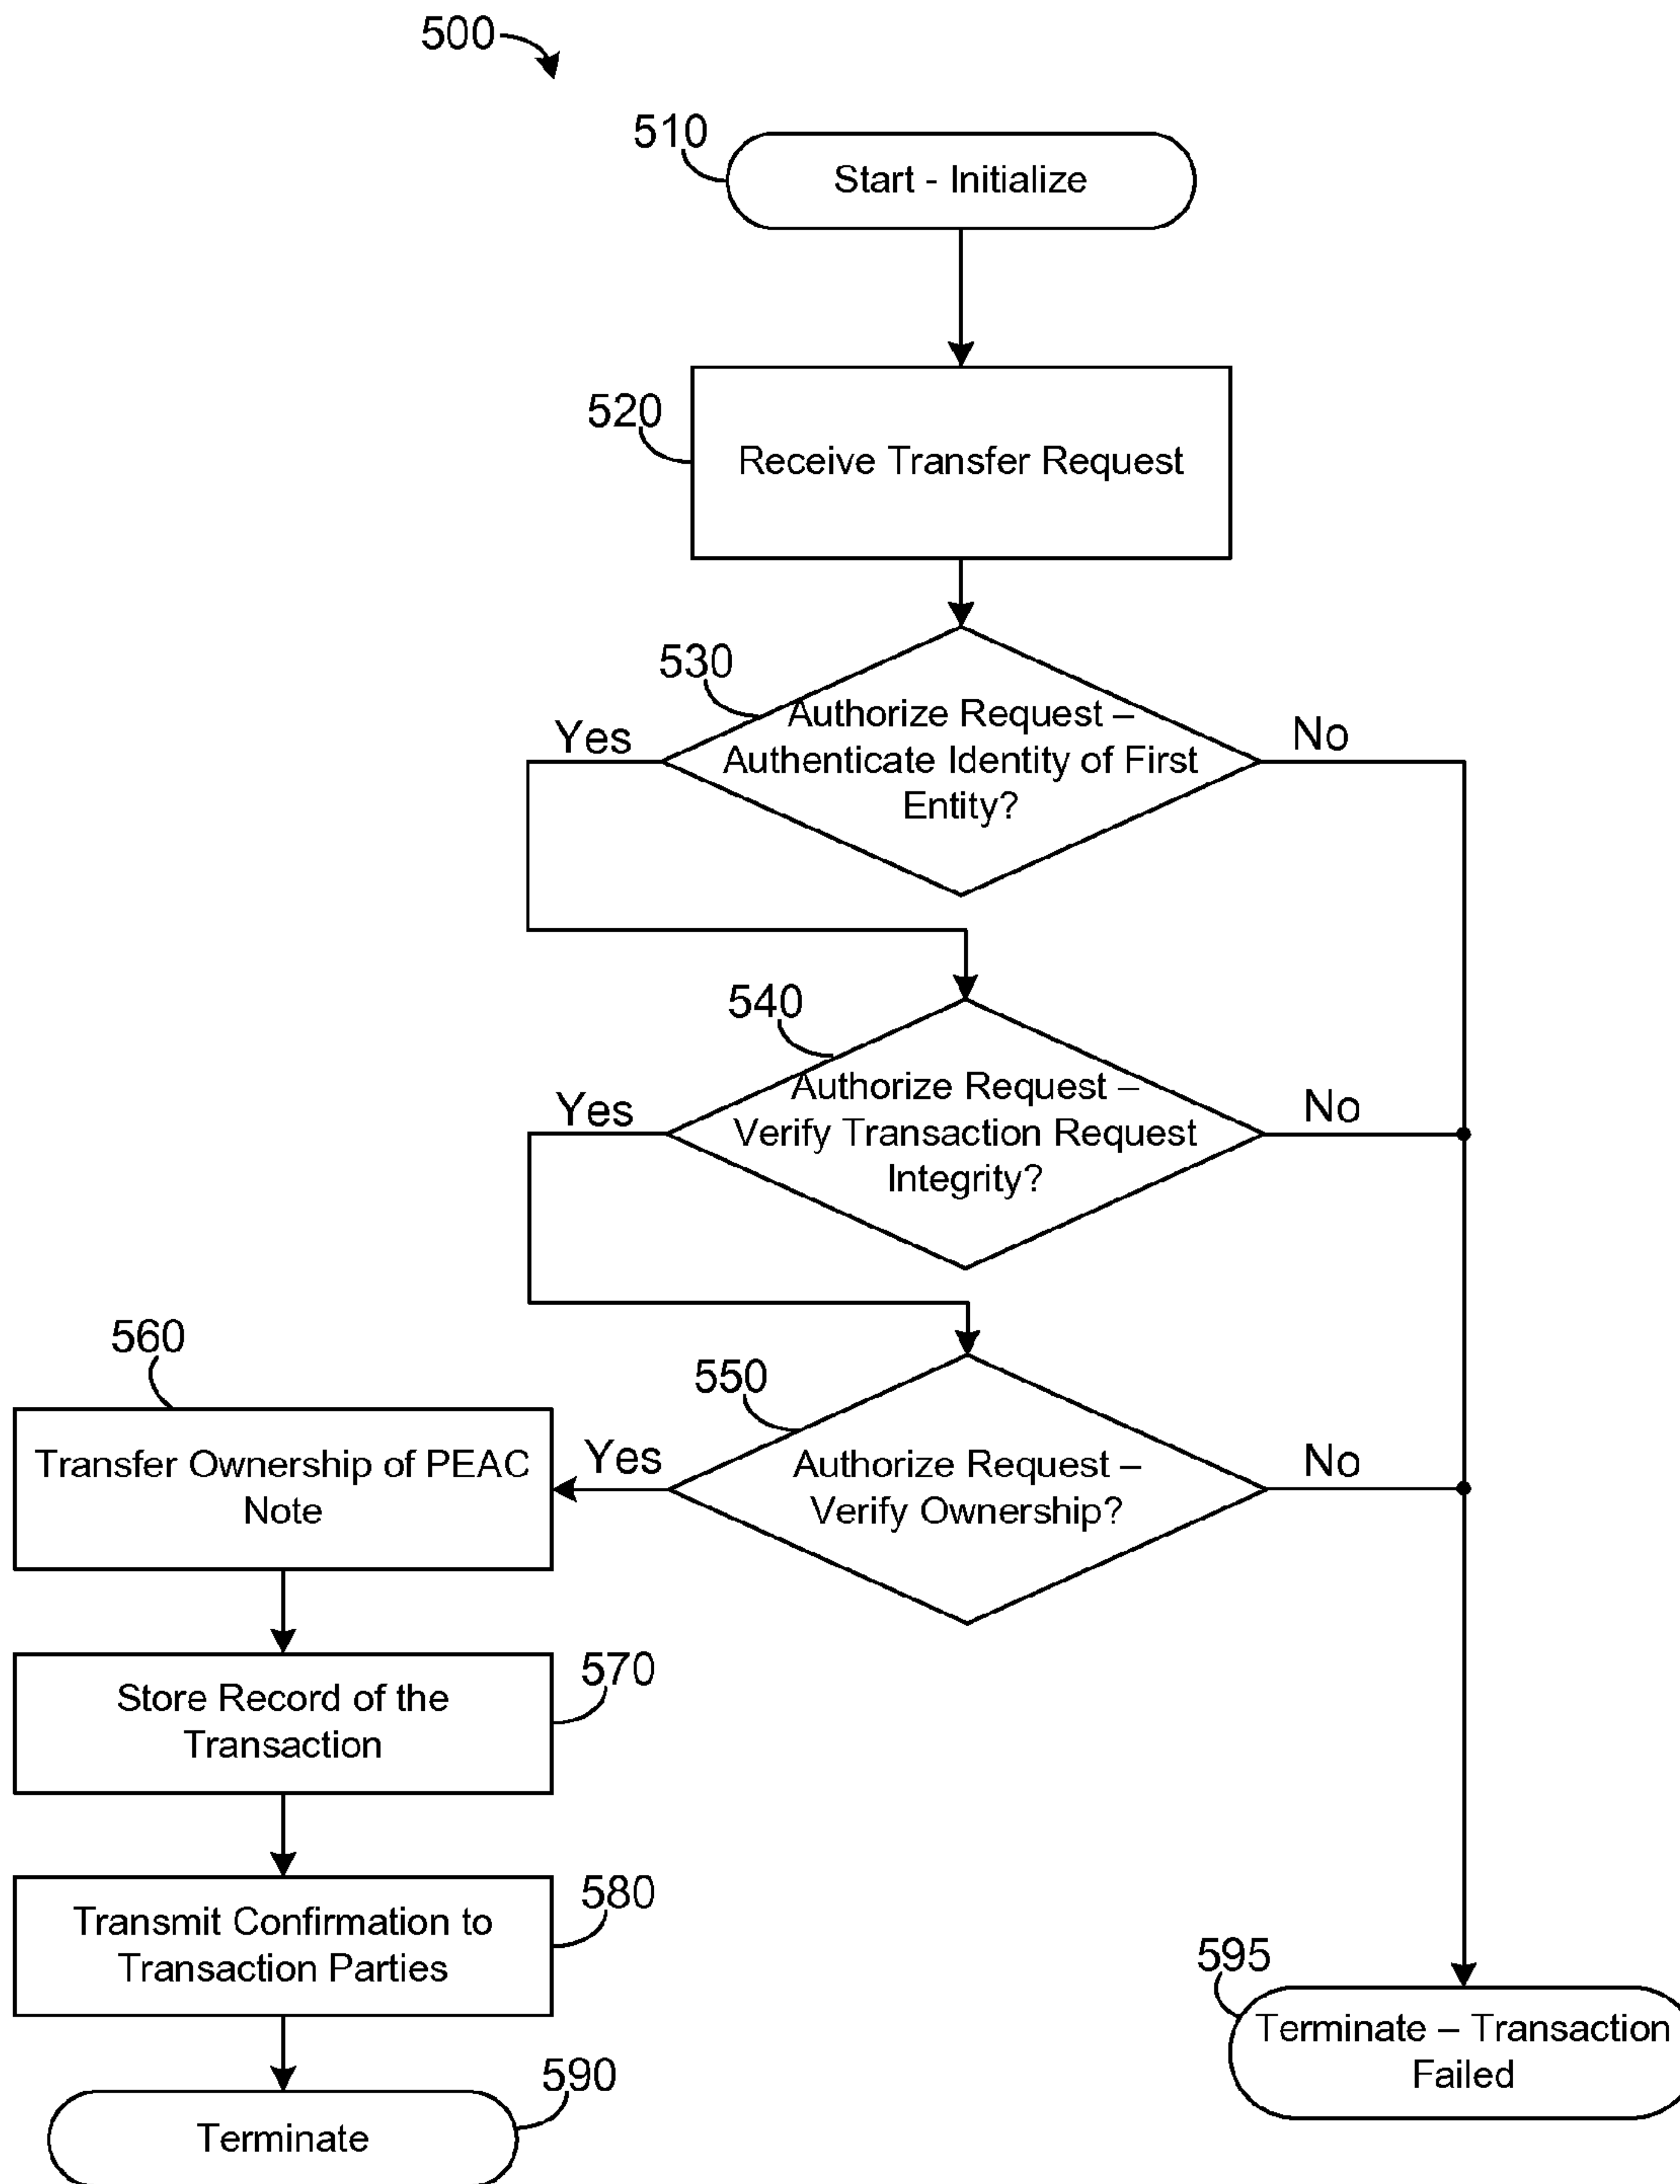 500
510
Start - Initialize
520
Receive Transfer Request
530
Authorize Request –
Authenticate Identity of First
Entity?
Yes
No
540
Authorize Request –
Verify Transaction Request
Integrity?
Yes
No
550
Authorize Request –
Verify Ownership?
Yes
No
560
Transfer Ownership of PEAC
Note
570
Store Record of the
Transaction
580
Transmit Confirmation to
Transaction Parties
590
Terminate
595
Terminate – Transaction
Failed